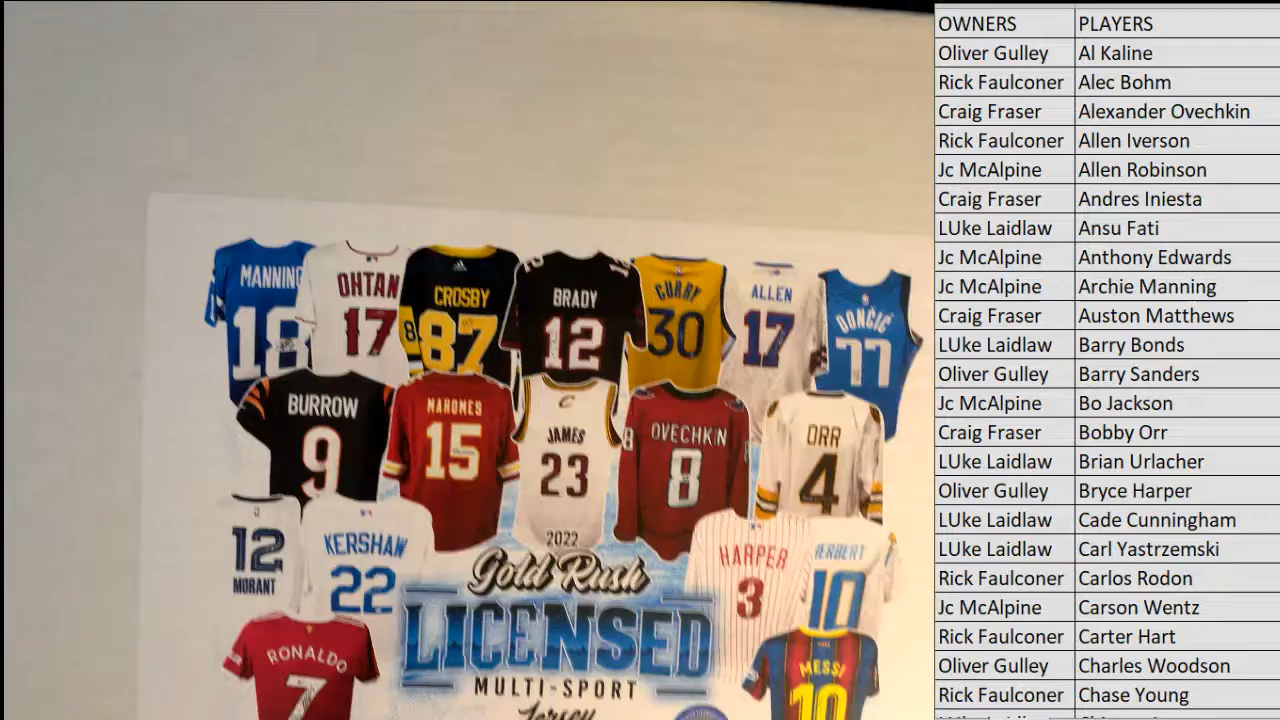 OWNERS PLAYERS
Oliver Gulley Al Kaline
Rick Faulconer Alec Bohm
Craig Fraser Alexander Ovechkin
Rick Faulconer Allen Iverson
Jc McAlpine Allen Robinson
Craig Fraser Andres Iniesta
LUke Laidlaw Ansu Fati
Jc McAlpine Anthony Edwards
Jc McAlpine Archie Manning
Craig Fraser Auston Matthews
LUke Laidlaw Barry Bonds
Oliver Gulley Barry Sanders
Jc McAlpine Bo Jackson
Craig Fraser Bobby Orr
LUke Laidlaw Brian Urlacher
Oliver Gulley Bryce Harper
LUke Laidlaw Cade Cunningham
LUke Laidlaw Carl Yastrzemski
Rick Faulconer Carlos Rodon
Jc McAlpine Carson Wentz
Rick Faulconer Carter Hart
Oliver Gulley Charles Woodson
Rick Faulconer Chase Young
MANNING
18
OHTAN
17
CROSBY
8 87
BRADY
12
CURRY
30
ALLEN
17
DONČIĆ
77
BURROW
9
MAHOMES
15
JAMES
23
OVECHKIN
8
ORR
4
12
MORANT
KERSHAW
22
HARPER
3
HERBERT
10
RONALDO
7
MESSI
10
2022
Gold Rush
LICENSED
MULTI-SPORT
Jersey